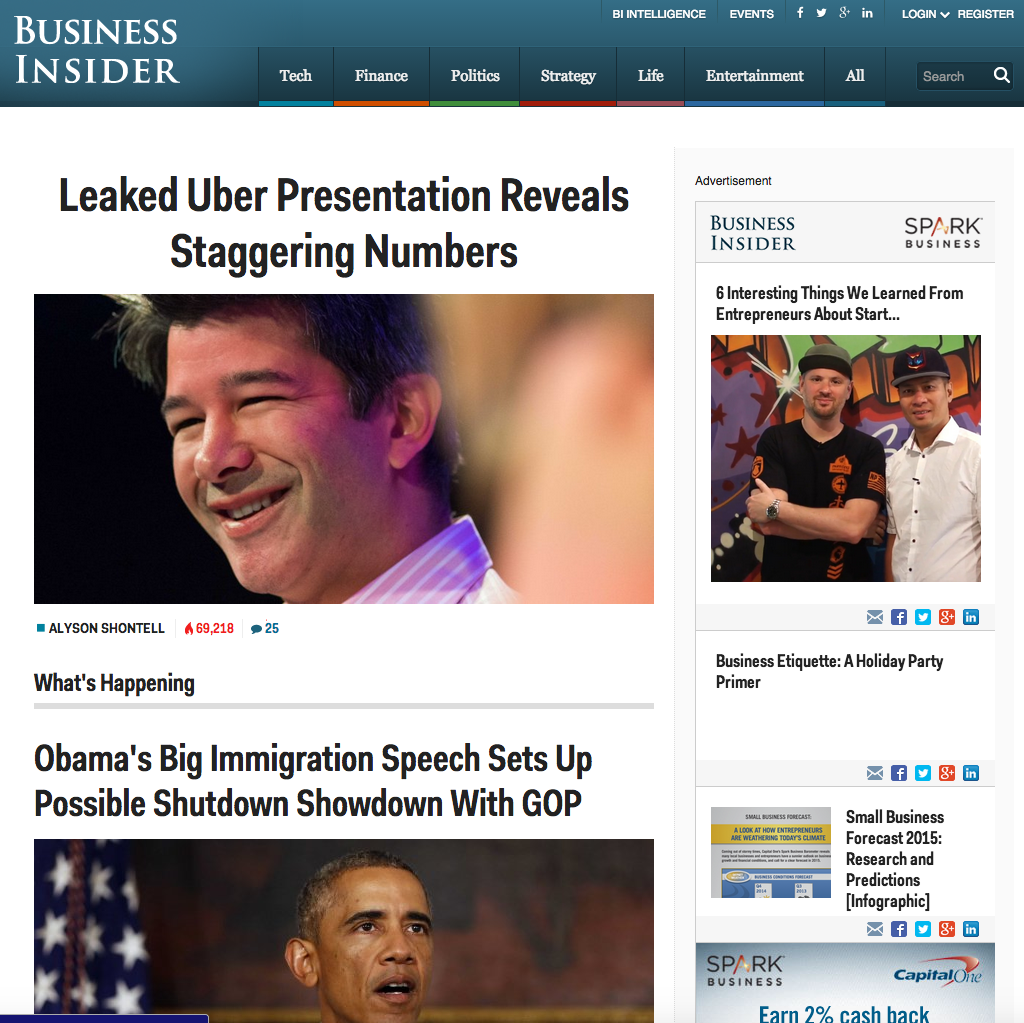 BUSINESS
INSIDER
BI INTELLIGENCE
EVENTS
LOGIN
REGISTER
Tech
Finance
Politics
Strategy
Life
Entertainment
All
Search
Leaked Uber Presentation Reveals
Staggering Numbers
ALYSON SHONTELL
69,218
25
What's Happening
Obama's Big Immigration Speech Sets Up
Possible Shutdown Showdown With GOP
Advertisement
BUSINESS
INSIDER
SPARK
BUSINESS
6 Interesting Things We Learned From
Entrepreneurs About Start...
Business Etiquette: A Holiday Party
Primer
SMALL BUSINESS FORECAST:
A LOOK AT HOW ENTREPRENEURS
ARE WEATHERING TODAY'S CLIMATE
BUSINESS CONDITIONS FORECAST
Small Business
Forecast 2015:
Research and
Predictions
[Infographic]
SPARK
BUSINESS
Capital One
Earn 2% cash back